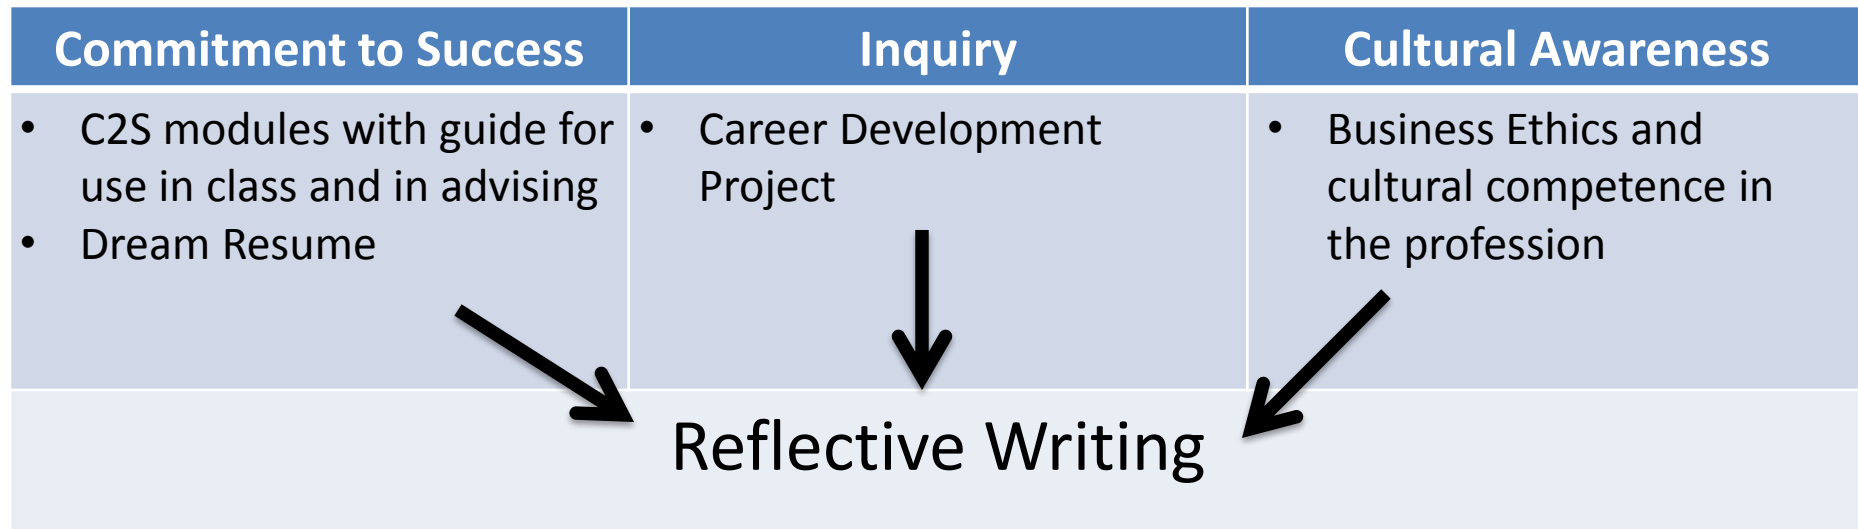 Commitment to Success
Inquiry
Cultural Awareness
• C2S modules with guide for
use in class and in advising
• Dream Resume
• Career Development
Project
• Business Ethics and
cultural competence in
the profession
Reflective Writing